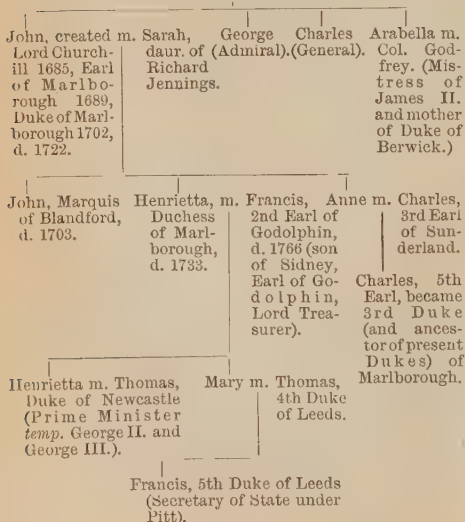 John, created m. Sarah,
Lord Church-
ill 1685, Earl
of Marlbo-
rough 1689,
Duke of Marl-
borough 1702,
d. 1722.
daur. of
Richard
Jennings.
George
(Admiral).
Charles
(General).
Arabella m.
Col. God-
frey. (Mis-
tress of
James II.
and mother
of Duke of
Berwick.)
John, Marquis
of Blandford,
d. 1703.
Henrietta, m. Francis,
Duchess
of Marl-
borough,
d. 1733.
2nd Earl of
Godolphin,
d. 1766 (son
of Sidney,
Earl of Go-
dolphin,
Lord Trea-
surer).
Anne m. Charles,
3rd Earl
of Sun-
derland.
Charles, 5th
Earl, became
3rd Duke
(and ances-
tor of present
Dukes) of
Marlborough.
Henrietta m. Thomas,
Duke of Newcastle
(Prime Minister
temp. George II. and
George III.).
Mary m. Thomas,
4th Duke
of Leeds.
Francis, 5th Duke of Leeds
(Secretary of State under
Pitt).